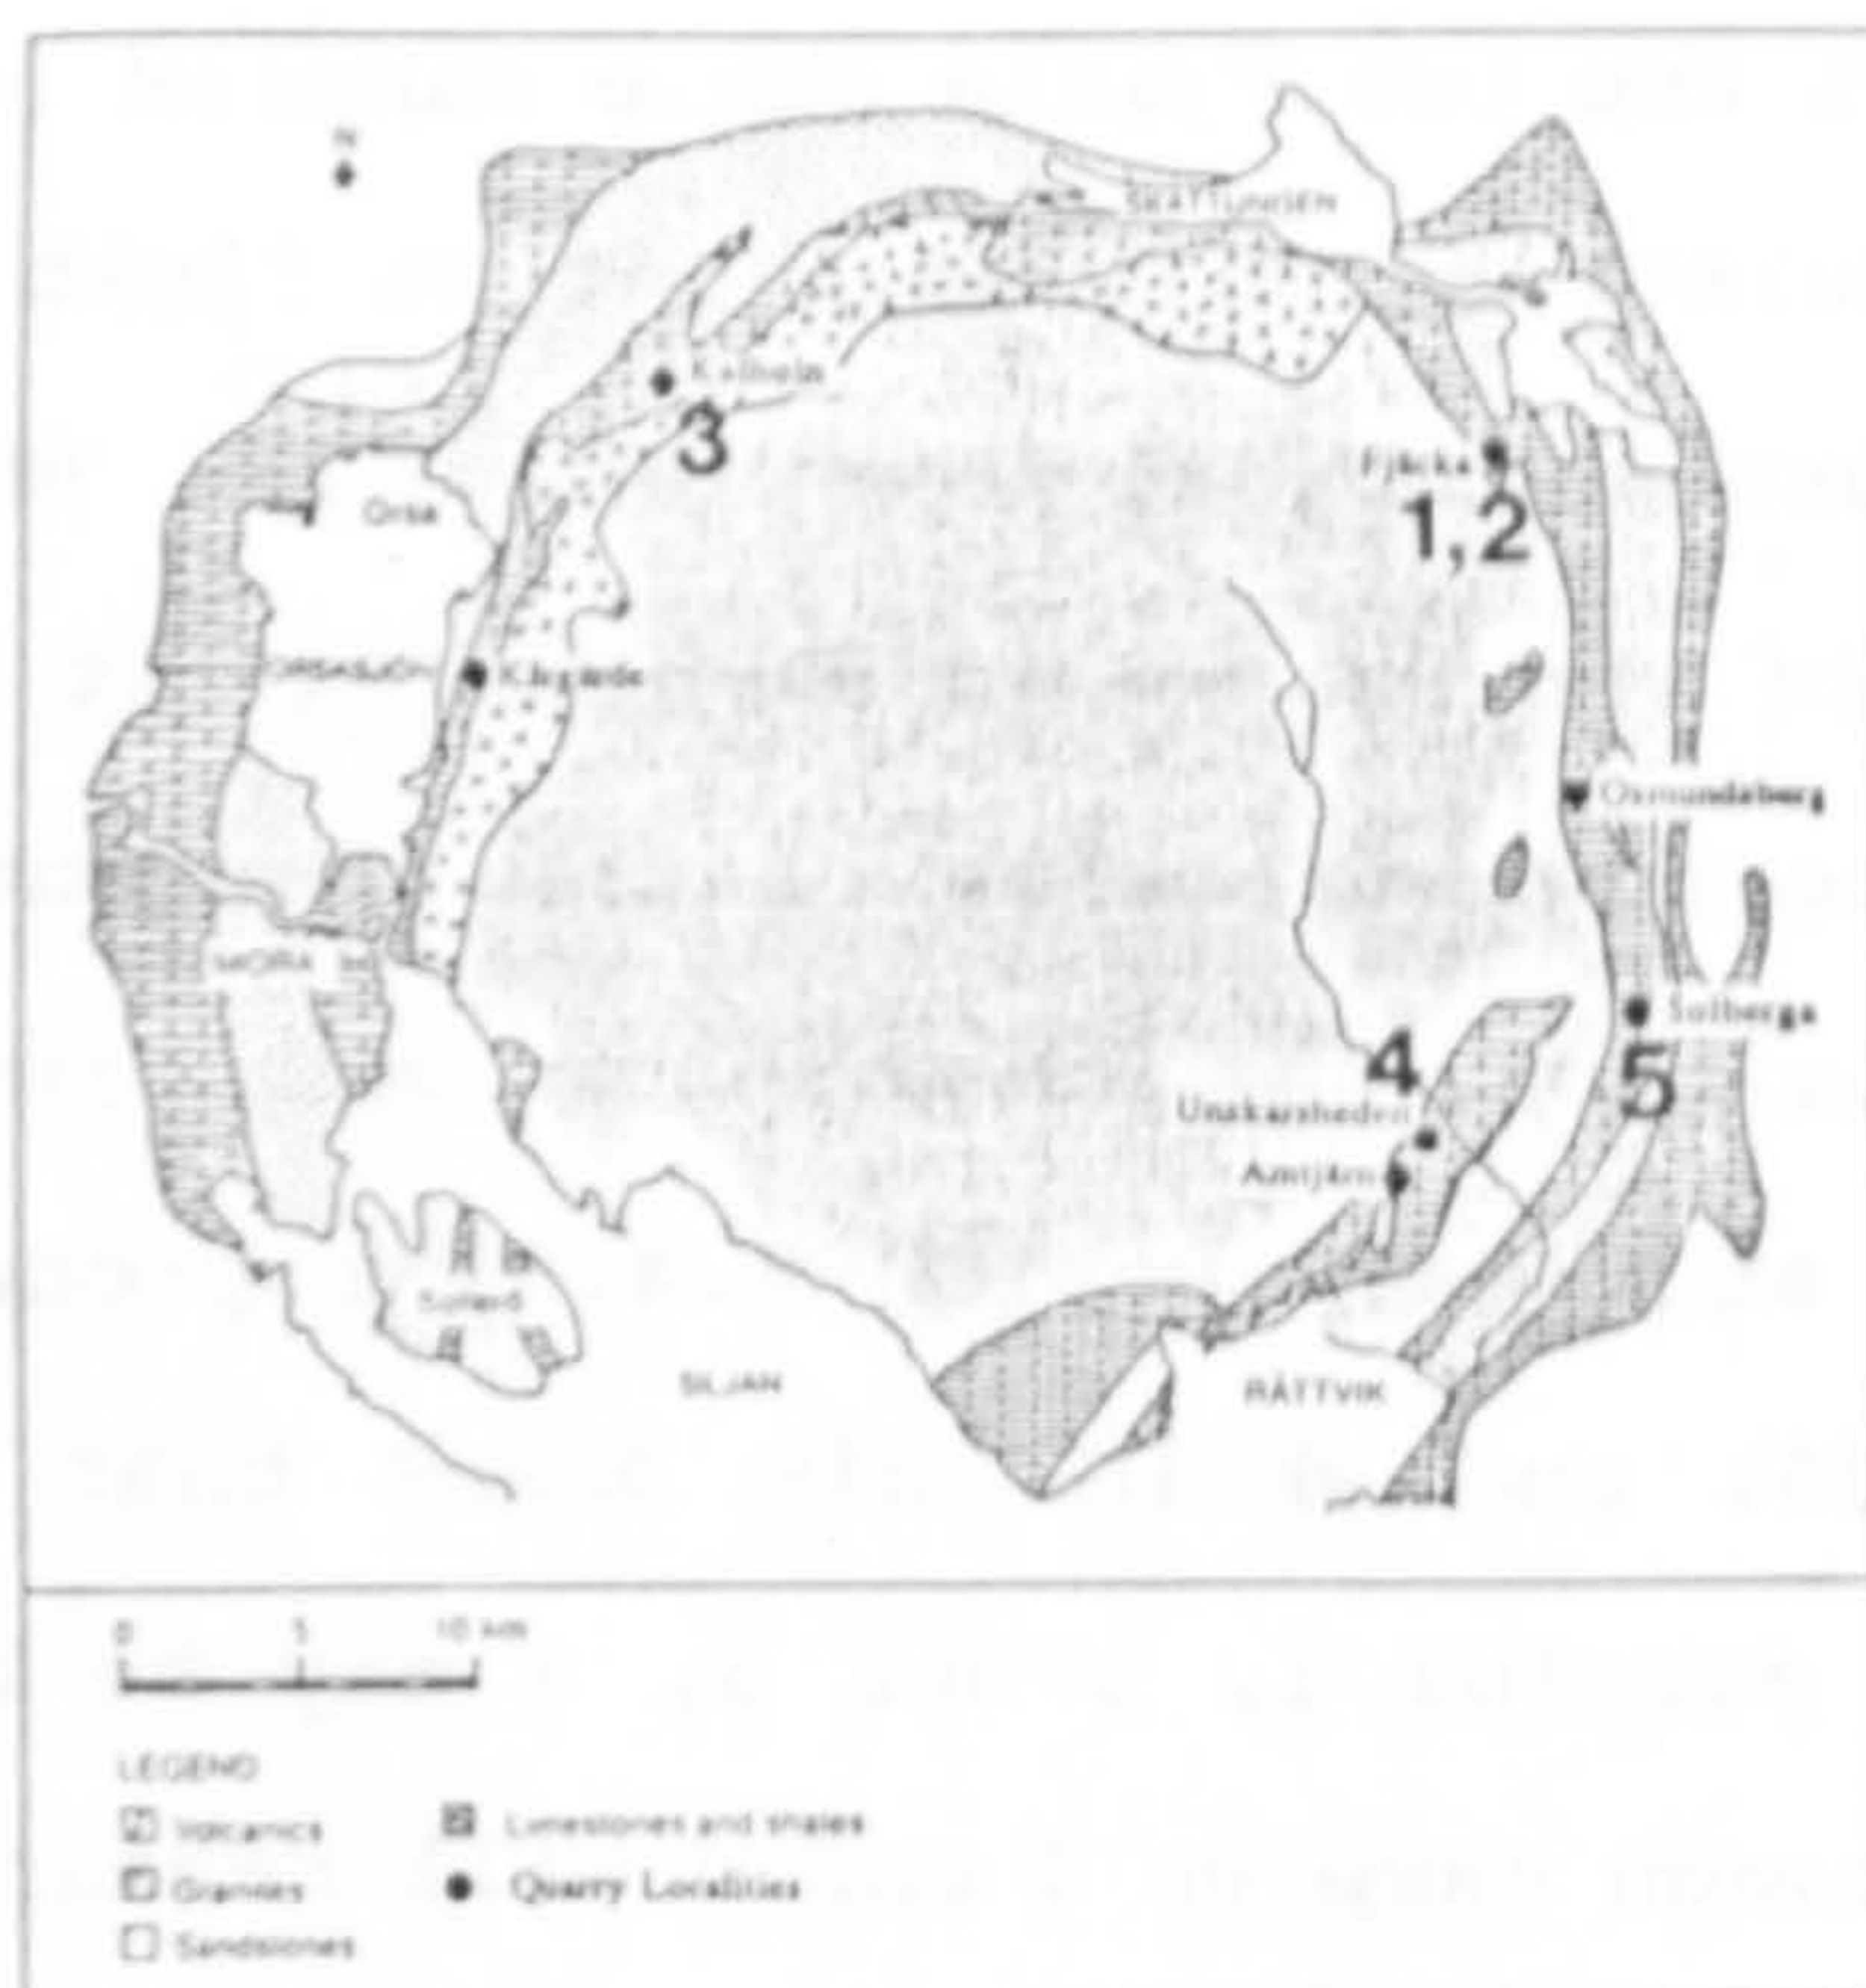 N
SKATTUNGEN
3
Fjäcka
1,2
Orsa
ORSASJÖN
Kårgärde
Osmundsberg
MORA
Solberga
4
5
Unskarsheden
Amtjärn
Sollerö
SILJAN
RÄTTVIK
0 5 10 km
LEGEND
Volcanics
Limestones and shales
Granites
Quarry Localities
Sandstones